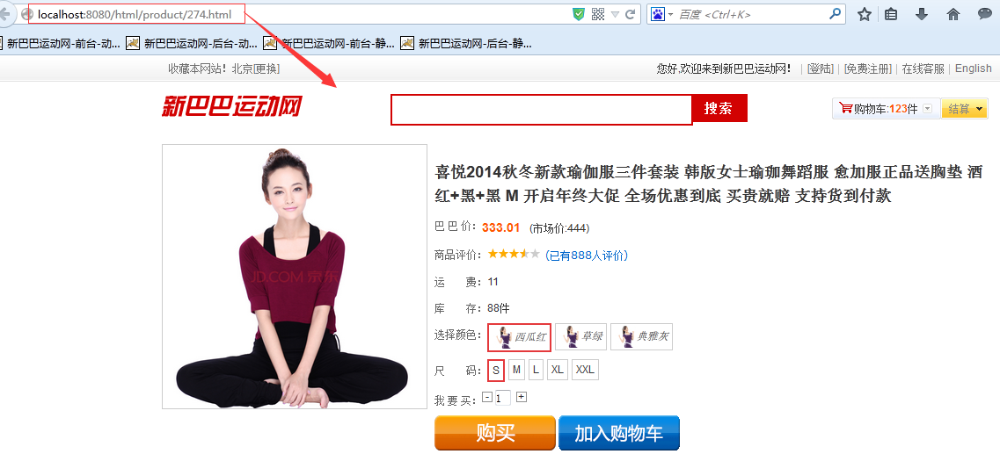 localhost:8080/html/product/274.html
百度 <Ctrl+K>
新巴巴运动网-前台-动... 新巴巴运动网-后台-动... 新巴巴运动网-前台-静... 新巴巴运动网-后台-静...
收藏本网站！北京[更换] 您好,欢迎来到新巴巴运动网！ | [登陆] | [免费注册] | 在线客服 | English
新巴巴运动网 搜索 购物车:123件 结算
喜悦2014秋冬新款瑜伽服三件套装 韩版女士瑜珈舞蹈服 愈加服正品送胸垫 酒
红+黑+黑 M 开启年终大促 全场优惠到底 买贵就赔 支持货到付款
巴 巴 价： 333.01 (市场价:444)
商品评价： (已有888人评价)
JD.COM 京东
运 费： 11
库 存： 88件
选择颜色： 西瓜红 草绿 典雅灰
尺 码： S M L XL XXL
我 要 买： - 1 +
购买 加入购物车